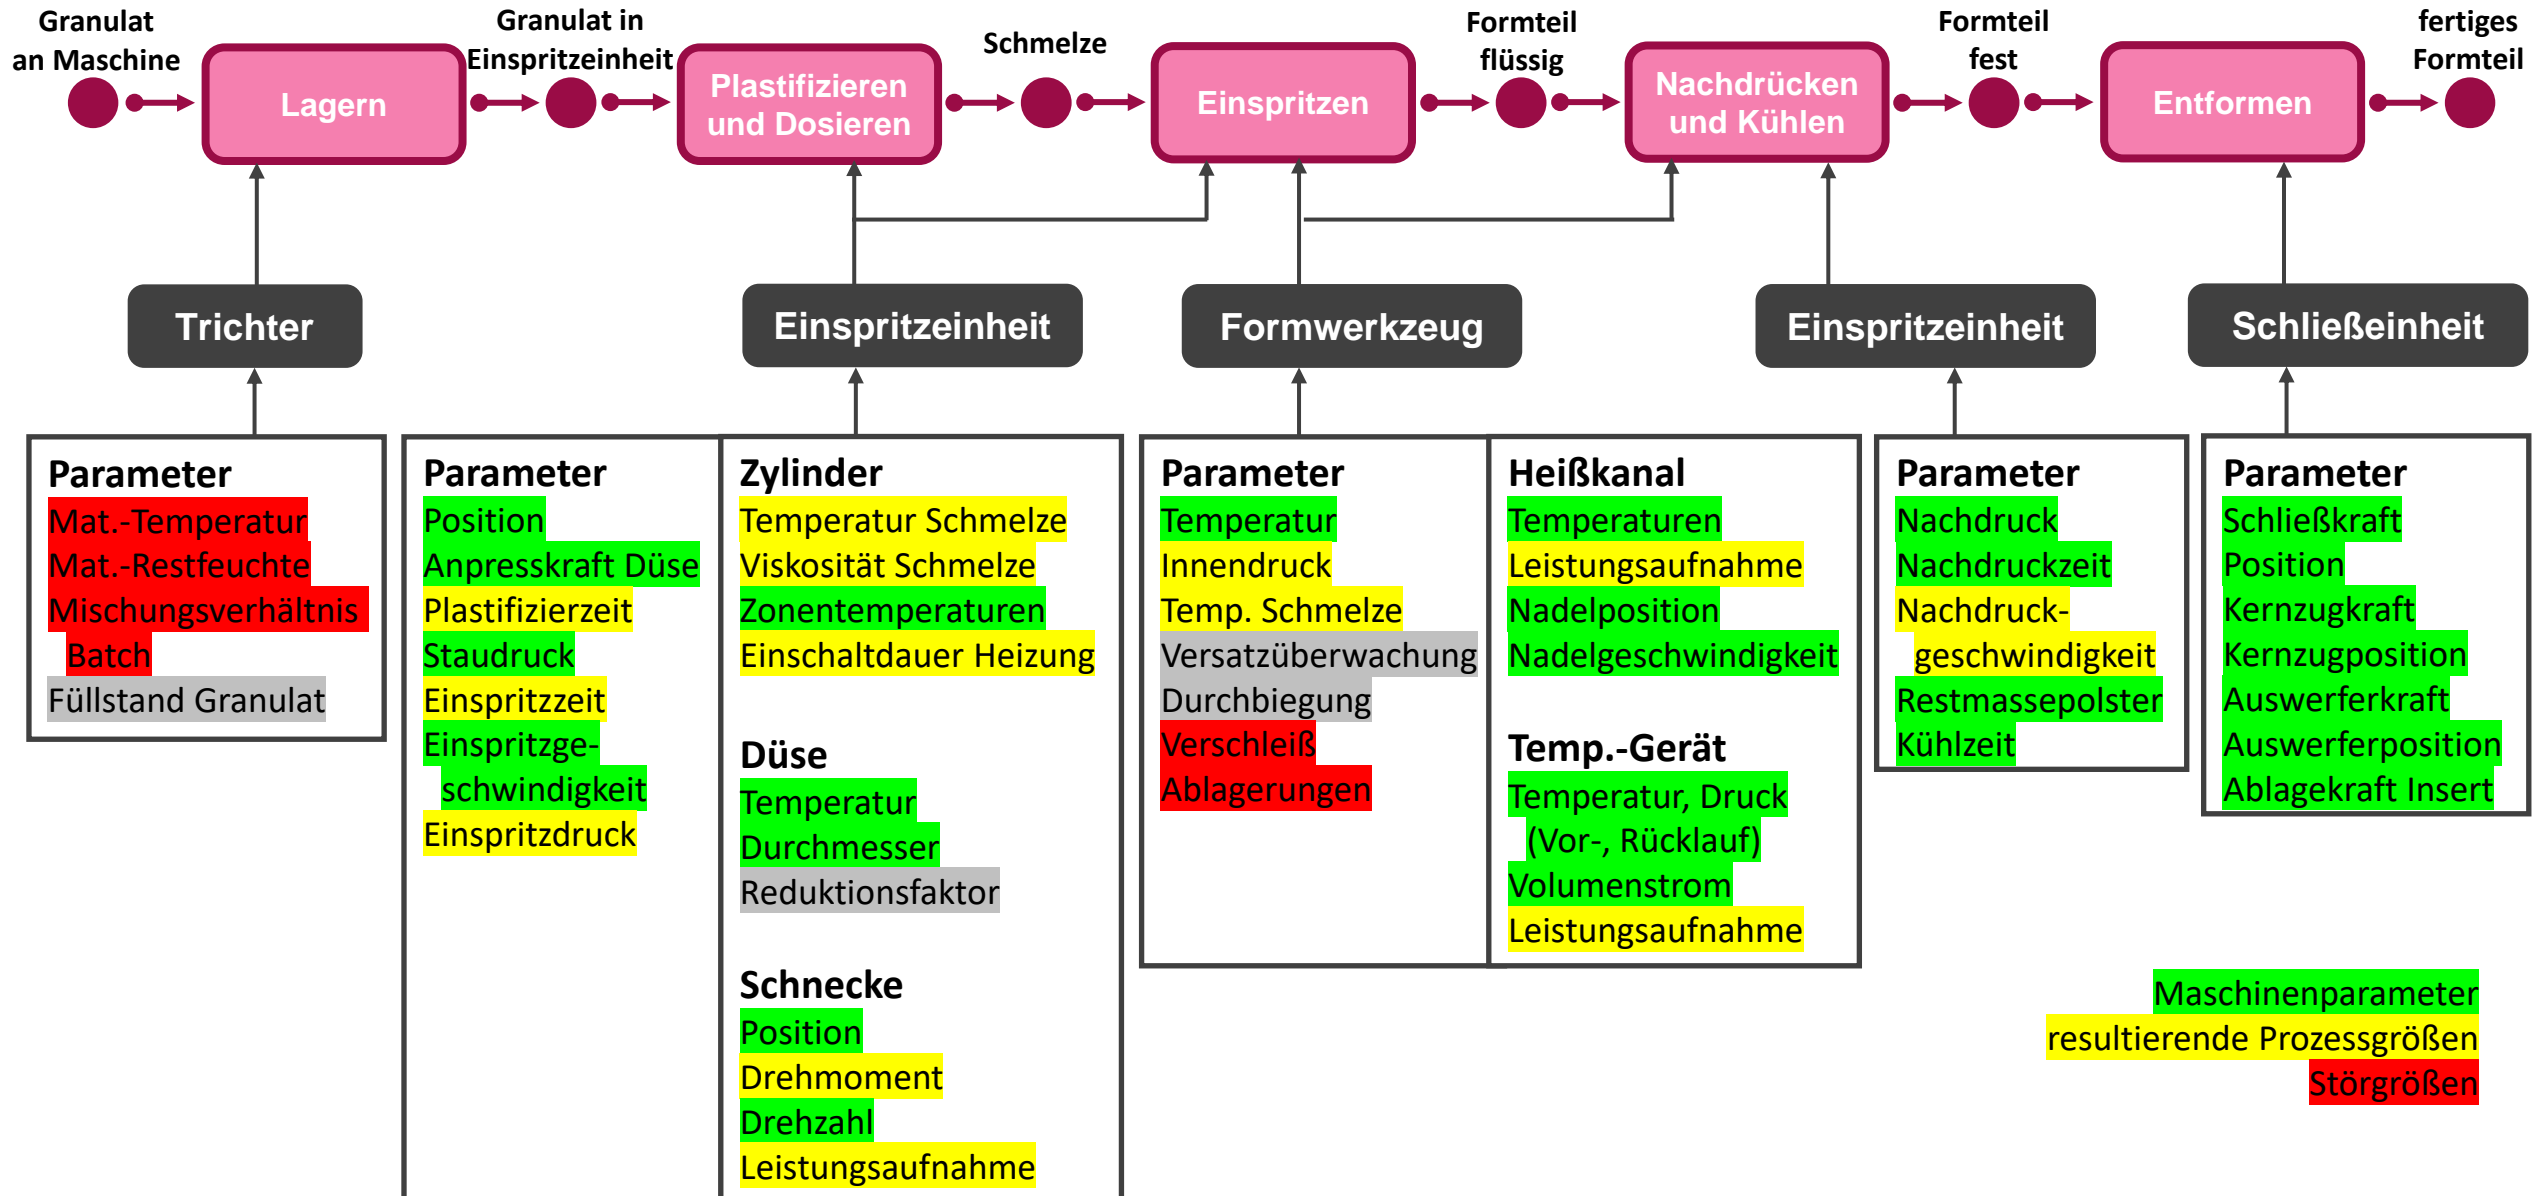 Granulat
an Maschine
Lagern
Granulat in
Einspritzeinheit
Plastifizieren
und Dosieren
Schmelze
Einspritzen
Formteil
flüssig
Nachdrücken
und Kühlen
Formteil
fest
Entformen
fertiges
Formteil
Trichter
Einspritzeinheit
Formwerkzeug
Einspritzeinheit
Schließeinheit
Parameter
Mat.-Temperatur
Mat.-Restfeuchte
Mischungsverhältnis
Batch
Füllstand Granulat
Parameter
Position
Anpresskraft Düse
Plastifizierzeit
Staudruck
Einspritzzeit
Einspritzge-
schwindigkeit
Einspritzdruck
Zylinder
Temperatur Schmelze
Viskosität Schmelze
Zonentemperaturen
Einschaltdauer Heizung
Düse
Temperatur
Durchmesser
Reduktionsfaktor
Schnecke
Position
Drehmoment
Drehzahl
Leistungsaufnahme
Parameter
Temperatur
Innendruck
Temp. Schmelze
Versatzüberwachung
Durchbiegung
Verschleiß
Ablagerungen
Heißkanal
Temperaturen
Leistungsaufnahme
Nadelposition
Nadelgeschwindigkeit
Temp.-Gerät
Temperatur, Druck
(Vor-, Rücklauf)
Volumenstrom
Leistungsaufnahme
Parameter
Nachdruck
Nachdruckzeit
Nachdruck-
geschwindigkeit
Restmassepolster
Kühlzeit
Parameter
Schließkraft
Position
Kernzugkraft
Kernzugposition
Auswerferkraft
Auswerferposition
Ablagekraft Insert
Maschinenparameter
resultierende Prozessgrößen
Störgrößen